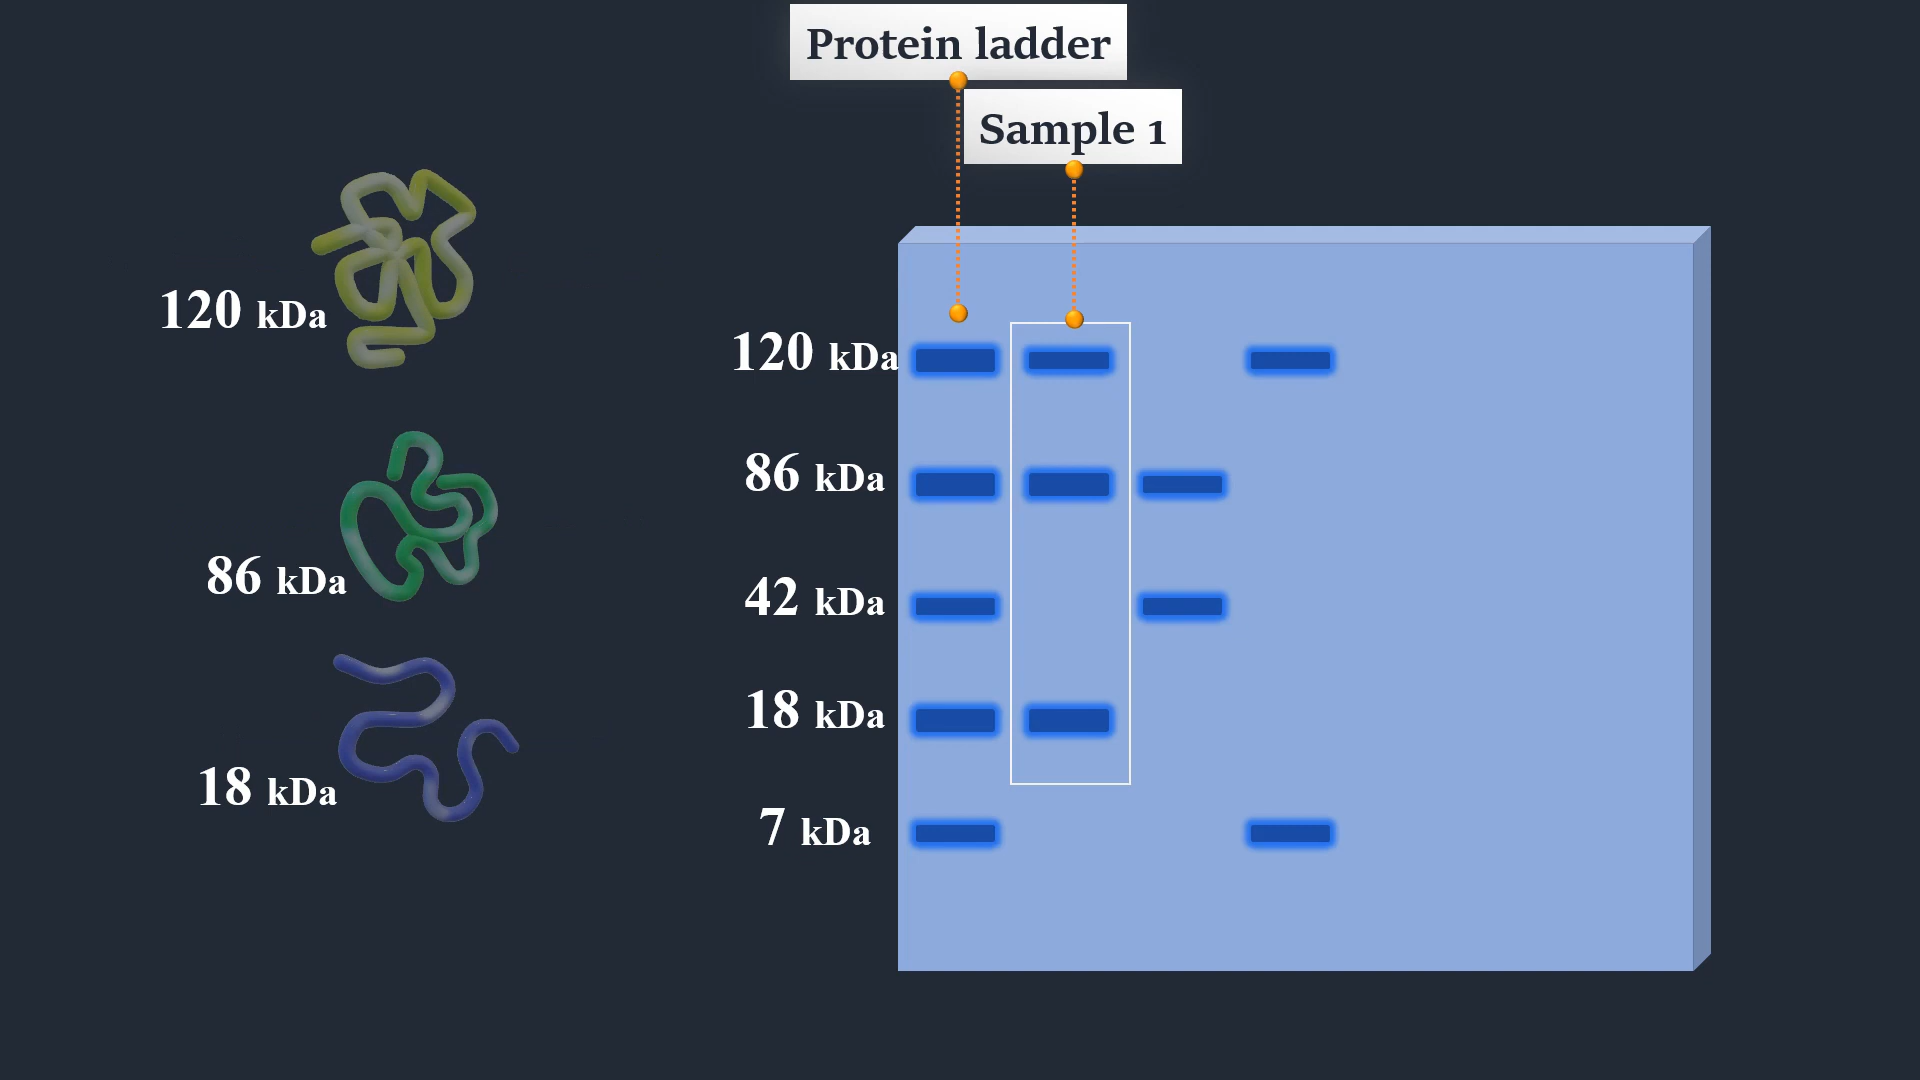 Protein ladder
Sample 1
120 kDa
86 kDa
18 kDa
120 kDa
86 kDa
42 kDa
18 kDa
7 kDa